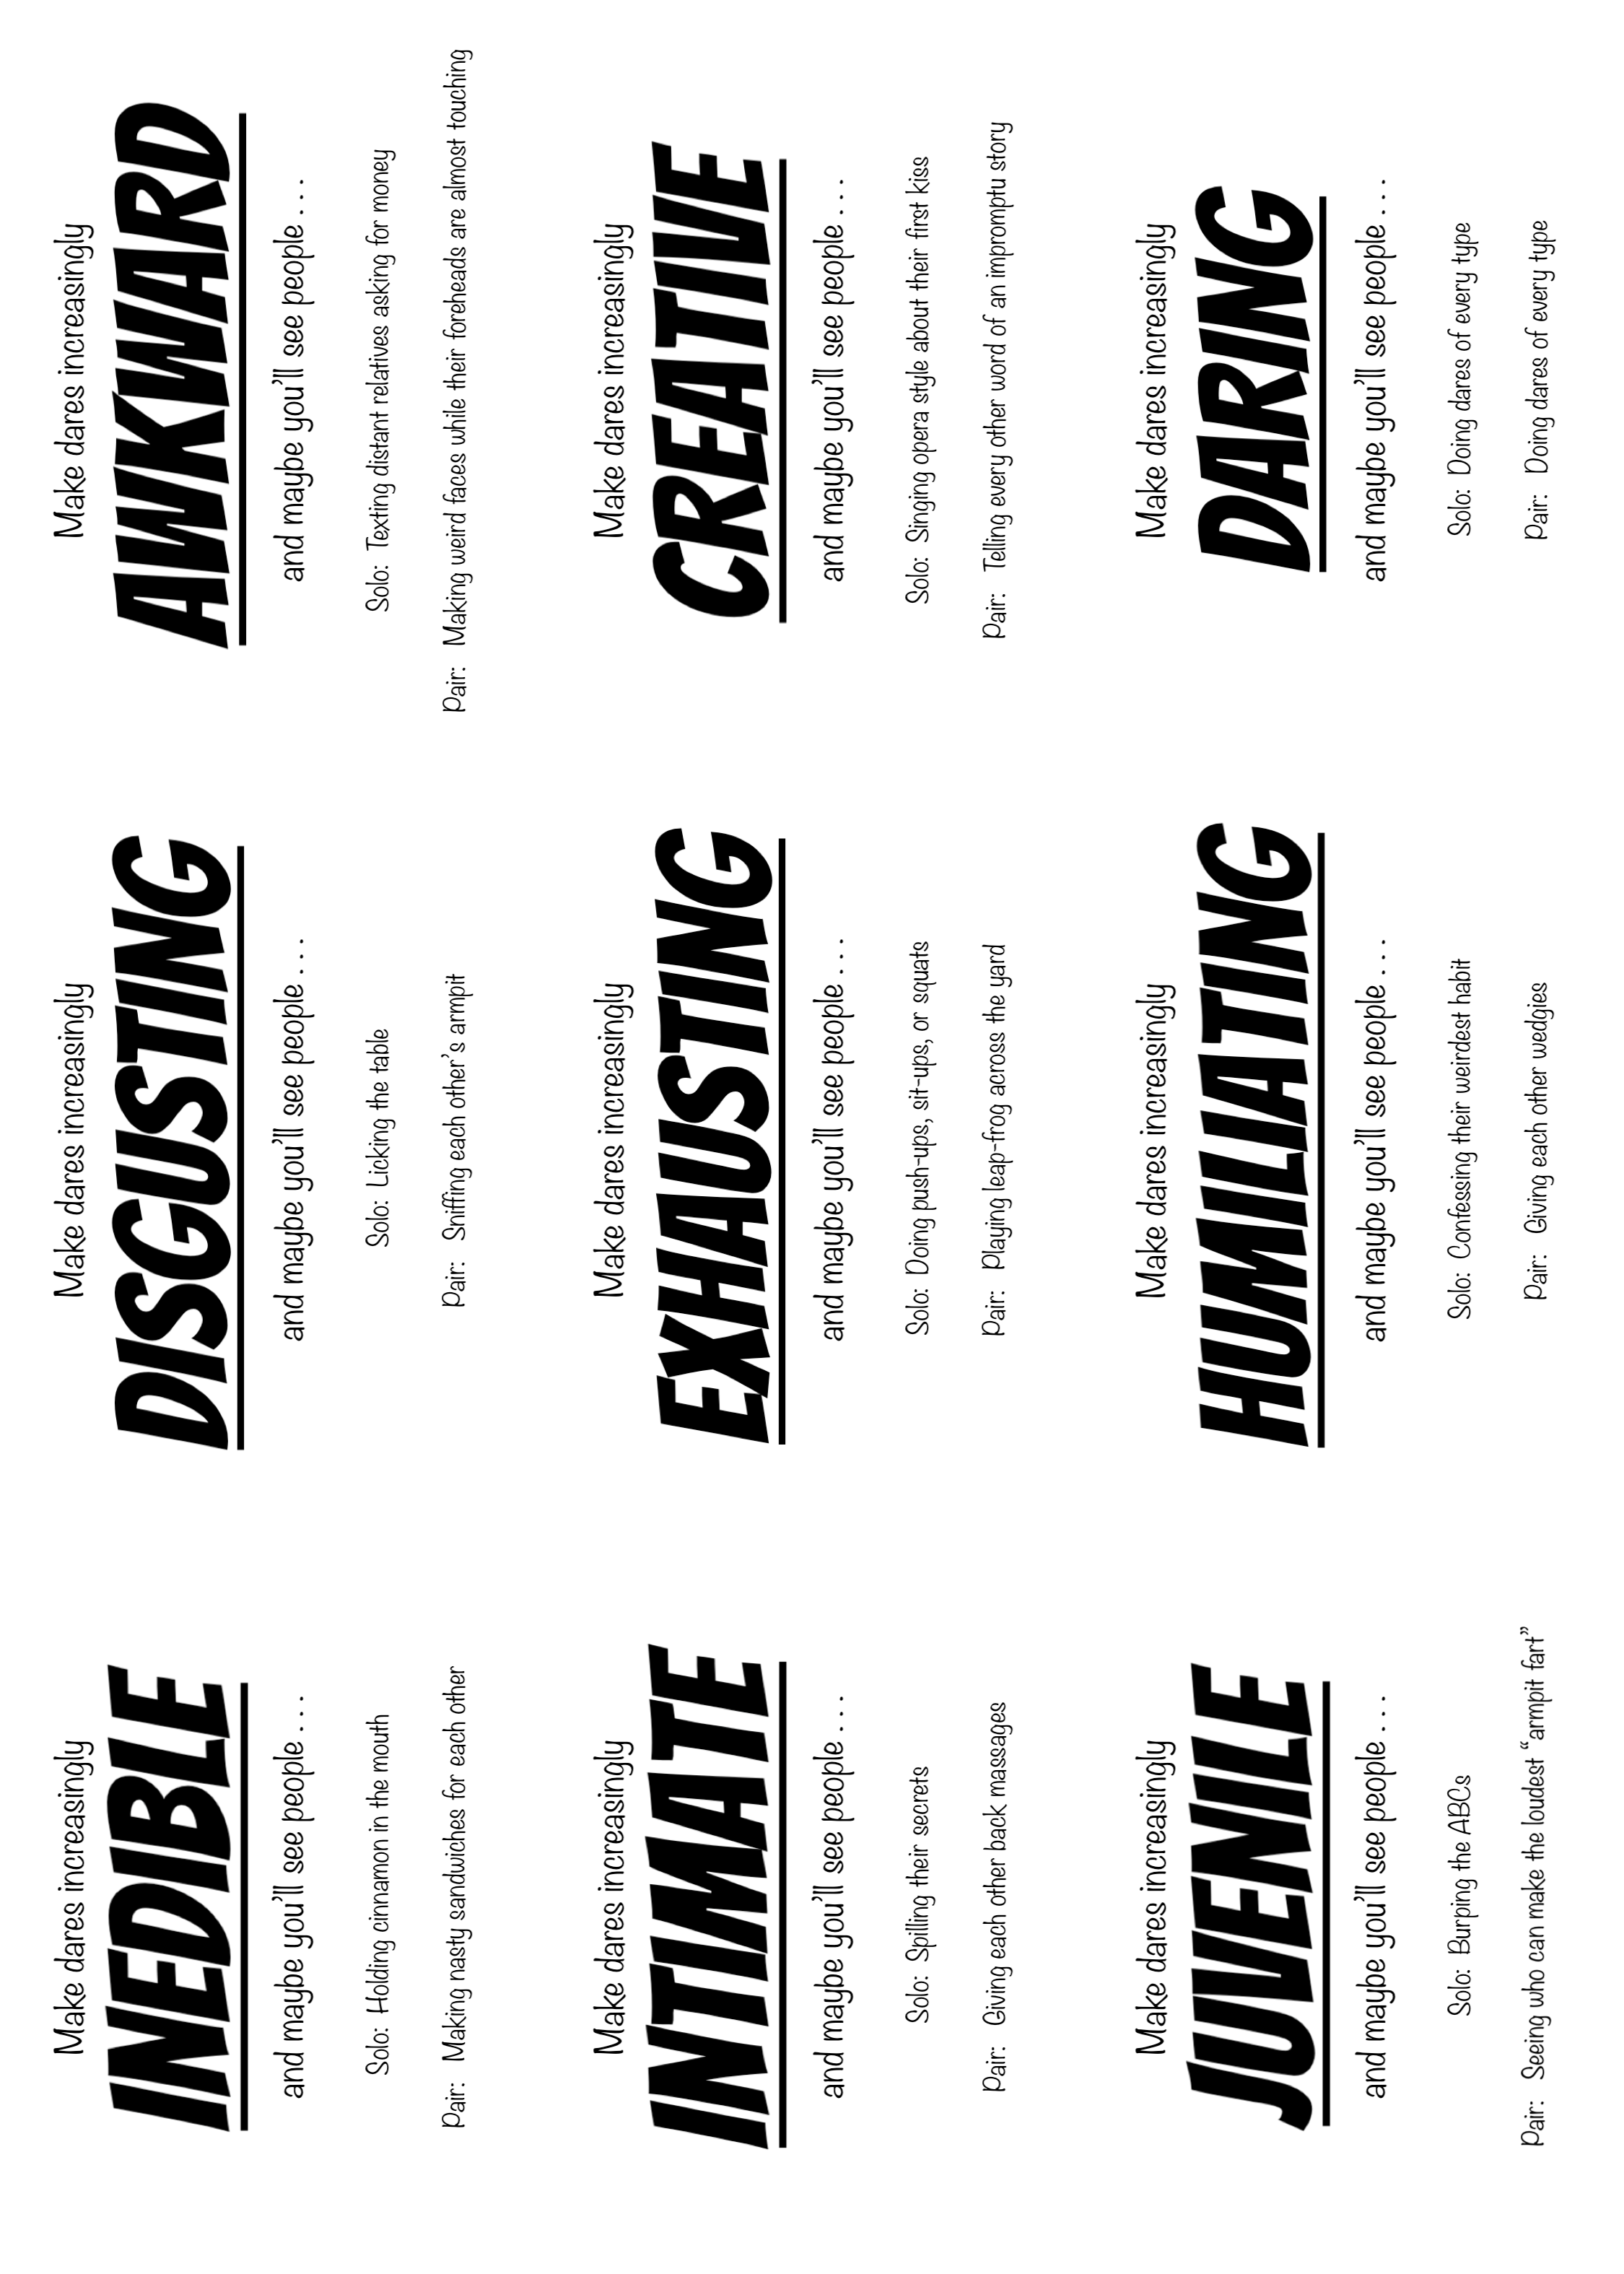 Make dares increasingly
INEDIBLE
and maybe you'll see people . . .
Solo: Holding cinnamon in the mouth
Pair: Making nasty sandwiches for each other
Make dares increasingly
DISGUSTING
and maybe you'll see people . . .
Solo: Licking the table
Pair: Sniffing each other's armpit
Make dares increasingly
AWKWARD
and maybe you'll see people . . .
Solo: Texting distant relatives asking for money
Pair: Making weird faces while their foreheads are almost touching
Make dares increasingly
INTIMATE
and maybe you'll see people . . .
Solo: Spilling their secrets
Pair: Giving each other back massages
Make dares increasingly
EXHAUSTING
and maybe you'll see people . . .
Solo: Doing push-ups, sit-ups, or squats
Pair: Playing leap-frog across the yard
Make dares increasingly
CREATIVE
and maybe you'll see people . . .
Solo: Singing opera style about their first kiss
Pair: Telling every other word of an impromptu story
Make dares increasingly
JUVENILE
and maybe you'll see people . . .
Solo: Burping the ABCs
Pair: Seeing who can make the loudest “armpit fart”
Make dares increasingly
HUMILIATING
and maybe you'll see people . . .
Solo: Confessing their weirdest habit
Pair: Giving each other wedgies
Make dares increasingly
DARING
and maybe you'll see people . . .
Solo: Doing dares of every type
Pair: Doing dares of every type